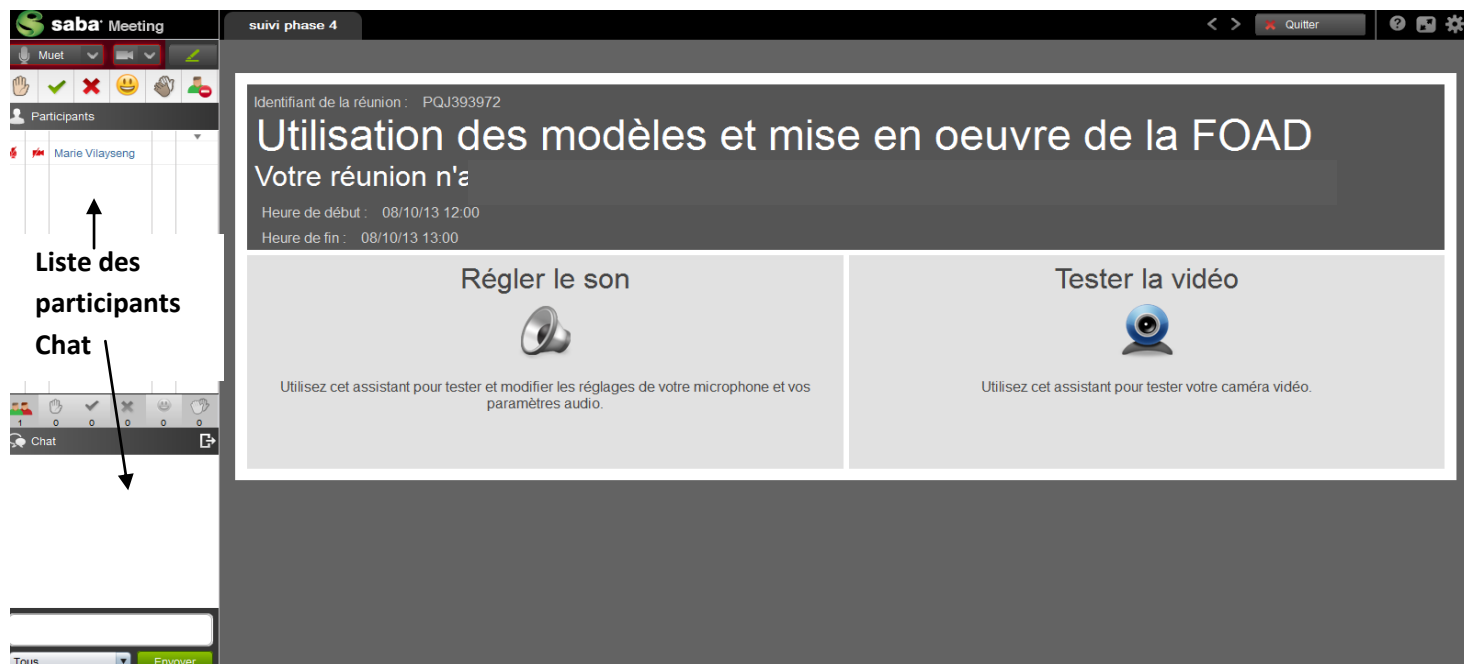 saba Meeting
suivi phase 4
Quitter
Muet
Participants
Marie Vilayseng
Liste des
participants
Chat
1 0 0 0 0 0
Chat
Tous
Envoyer
Identifiant de la réunion : PQJ393972
Utilisation des modèles et mise en oeuvre de la FOAD
Votre réunion n'a
Heure de début : 08/10/13 12:00
Heure de fin : 08/10/13 13:00
Régler le son
Utilisez cet assistant pour tester et modifier les réglages de votre microphone et vos
paramètres audio.
Tester la vidéo
Utilisez cet assistant pour tester votre caméra vidéo.